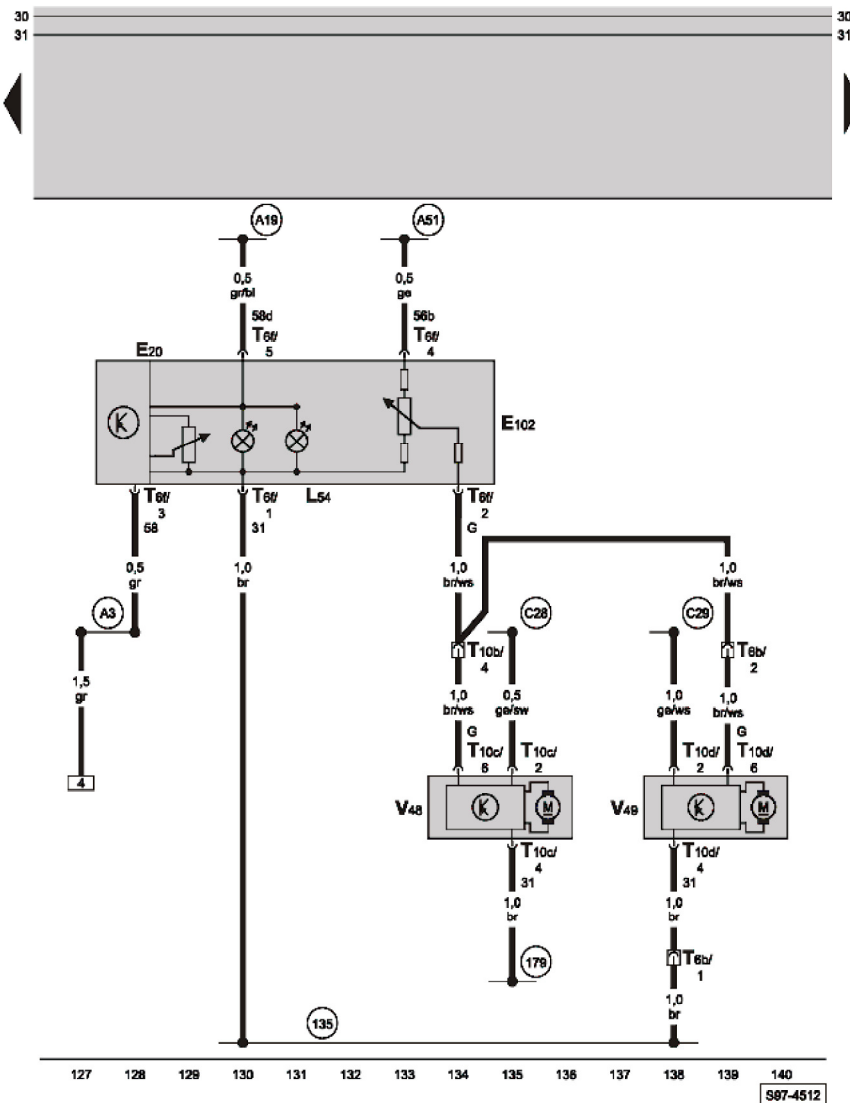 30 30
31 31
A19 A51
0,5 0,5
gr/bl ge
58d 56b
T6f/ T6f/
5 4
E20
E102
T6f/ T6f/ L54 T6f/
3 1 2
58 31 G
0,5 1,0 1,0 1,0
gr br br/ws br/ws
A3 C28 C29
T10b/ T6b/
4 2
1,5 1,0 0,5 1,0 1,0
gr br/ws ge/sw ge/ws br/ws
G G
T10c/ T10c/ T10d/ T10d/
6 2 2 6
4
V48 M V49 M
T10c/ T10d/
4 4
31 31
1,0 1,0
br br
179 T6b/
1
1,0
br
135
127 128 129 130 131 132 133 134 135 136 137 138 139 140
S97-4512